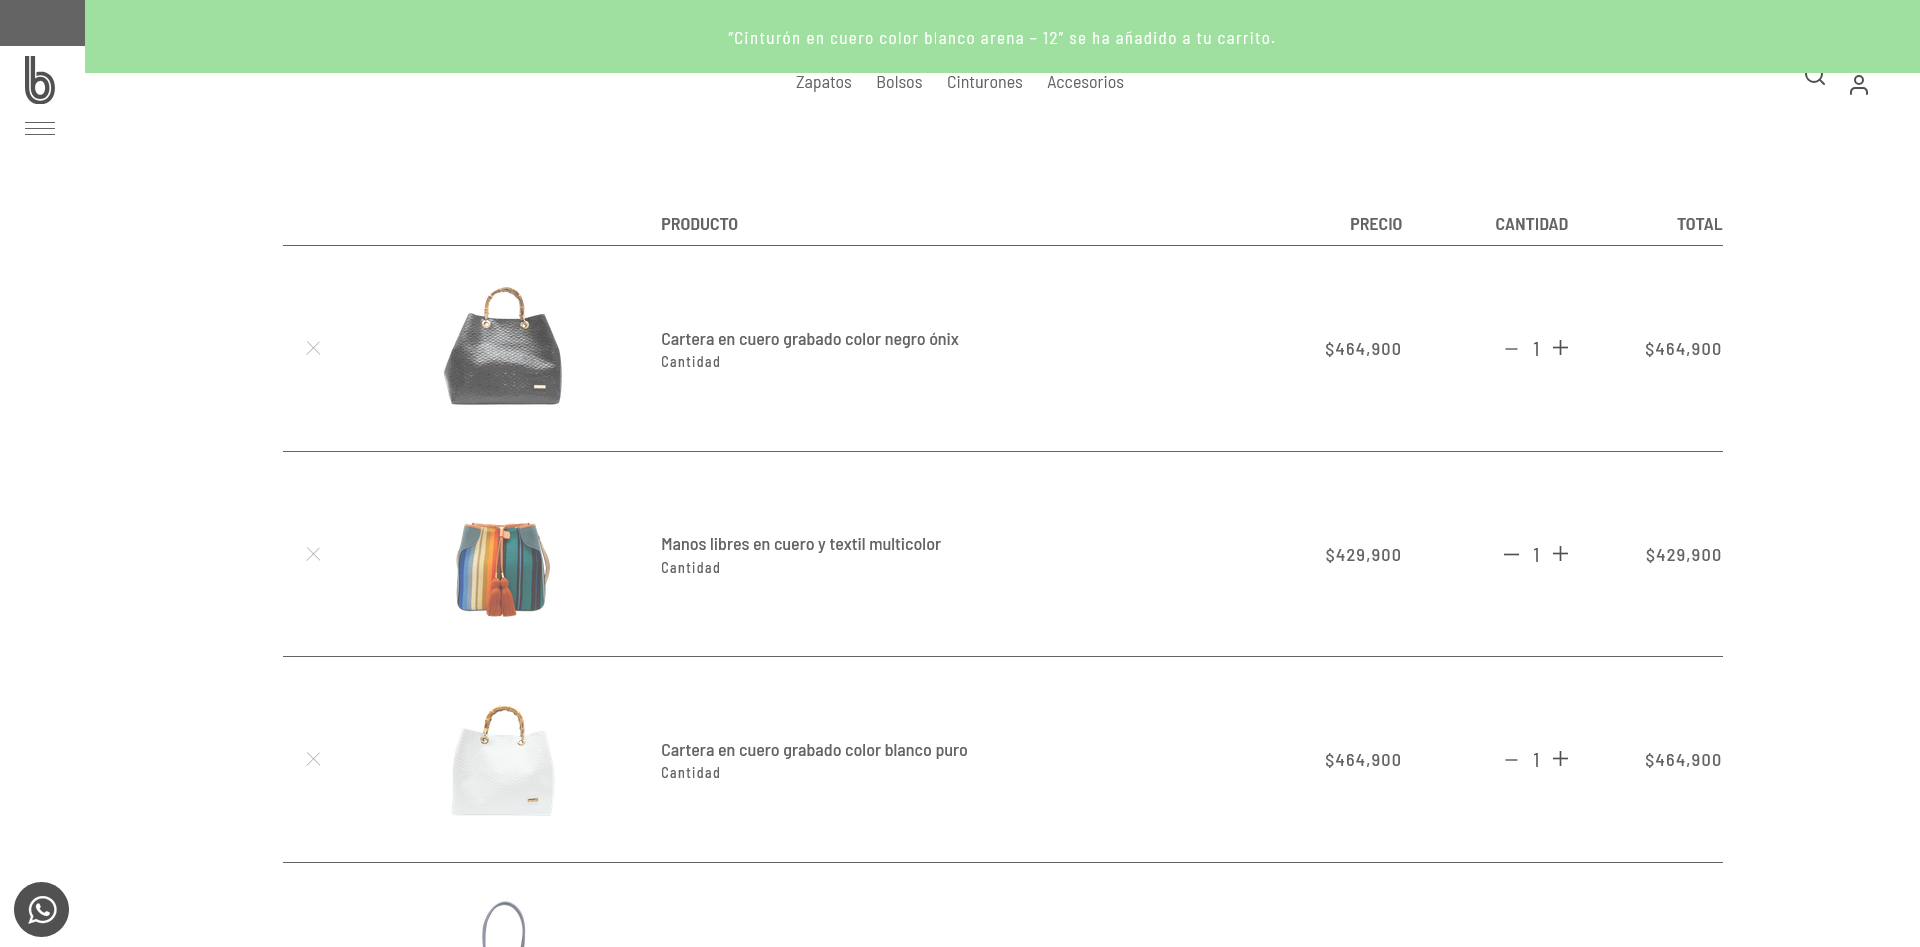 “Cinturón en cuero color blanco arena – 12” se ha añadido a tu carrito.
b
Zapatos Bolsos Cinturones Accesorios
PRODUCTO PRECIO CANTIDAD TOTAL
Cartera en cuero grabado color negro ónix
Cantidad
$464,900 1 $464,900
Manos libres en cuero y textil multicolor
Cantidad
$429,900 1 $429,900
Cartera en cuero grabado color blanco puro
Cantidad
$464,900 1 $464,900